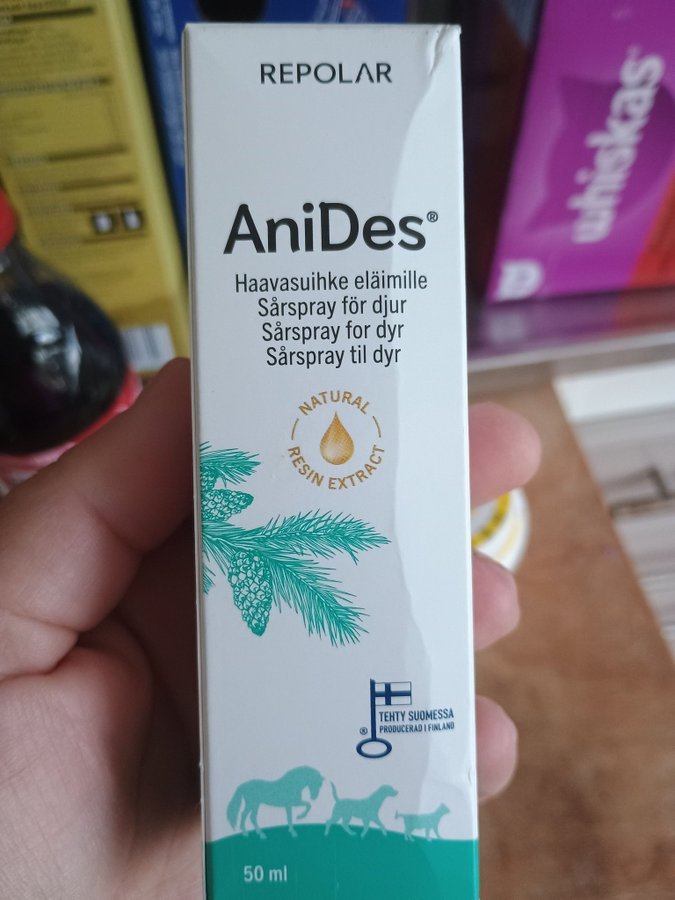 REPOLAR
AniDes®
Haavasuihke eläimille
Sårspray för djur
Sårspray for dyr
Sårspray til dyr
NATURAL
RESIN EXTRACT
® TEHTY SUOMESSA
PRODUCERAD I FINLAND
50 ml
whiskas